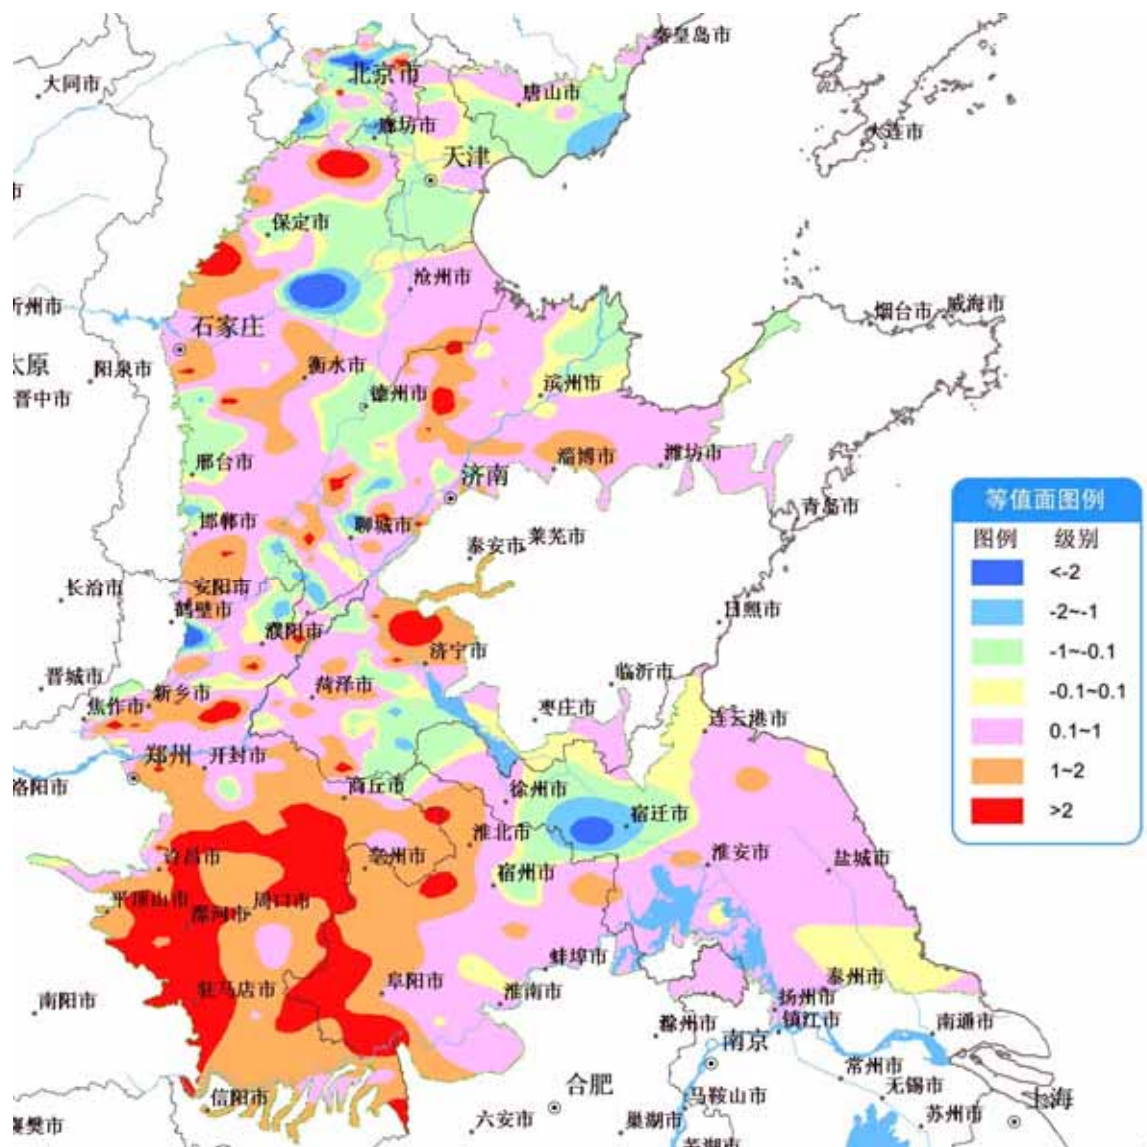 秦皇岛市
大同市
北京市
唐山市
廊坊市
大连市
天津
市
保定市
沧州市
忻州市
烟台市
威海市
石家庄
太原
阳泉市
衡水市
晋中市
德州市
滨州市
邢台市
淄博市
潍坊市
济南
青岛市
邯郸市
聊城市
泰安市
莱芜市
长治市
安阳市
鹤壁市
濮阳市
日照市
济宁市
晋城市
新乡市
菏泽市
临沂市
焦作市
枣庄市
连云港市
郑州
开封市
洛阳市
商丘市
徐州市
宿迁市
淮北市
许昌市
亳州市
淮安市
盐城市
宿州市
平顶山市
漯河市
周口市
蚌埠市
驻马店市
阜阳市
淮南市
泰州市
扬州市
南阳市
滁州市
镇江市
南通市
南京
常州市
信阳市
合肥
马鞍山市
无锡市
襄樊市
六安市
巢湖市
苏州市
上海
芜湖市
等值面图例
图例 级别
<-2
-2~-1
-1~-0.1
-0.1~0.1
0.1~1
1~2
>2